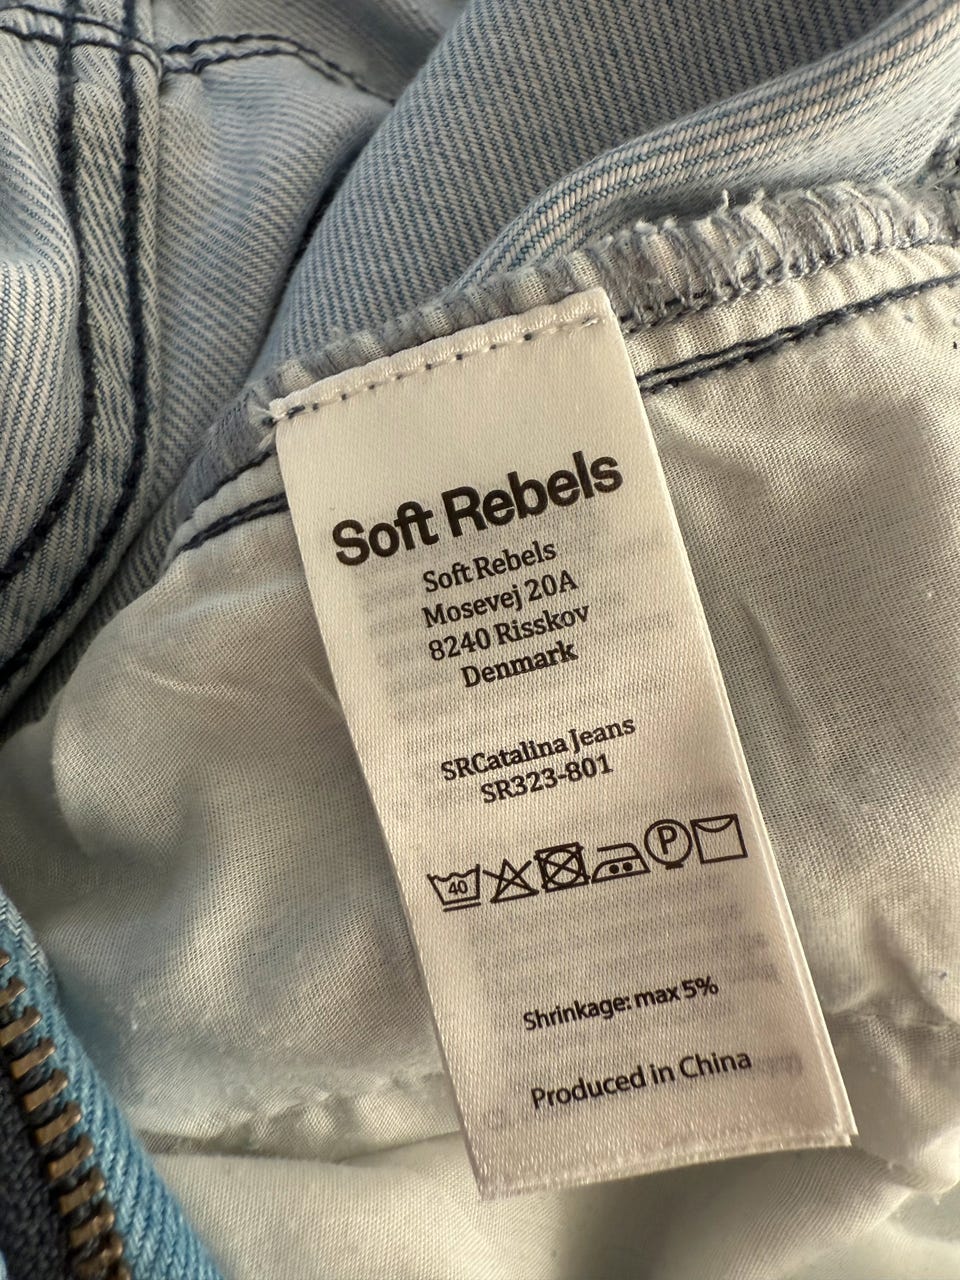 Soft Rebels
Soft Rebels
Mosevej 20A
8240 Risskov
Denmark
SRCatalina Jeans
SR323-801
40 P
Shrinkage: max 5%
Produced in China